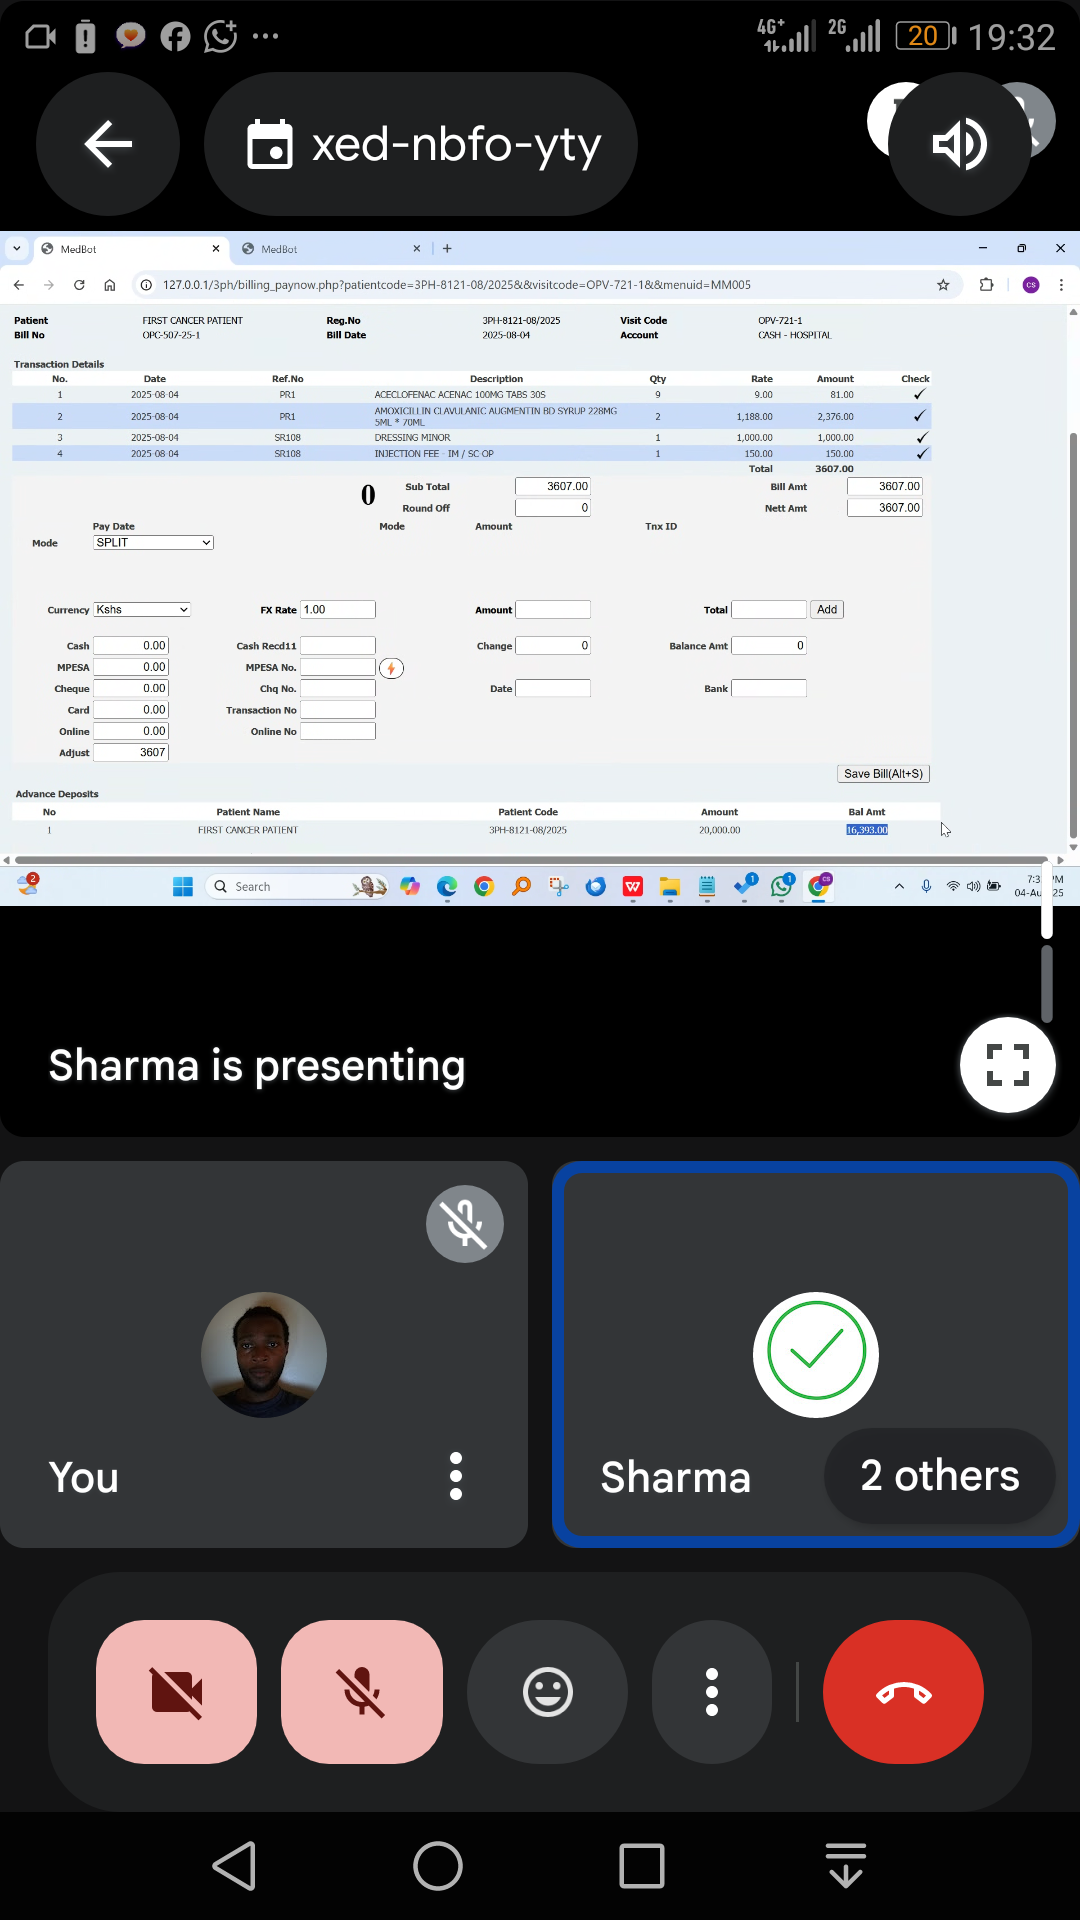 4G+ 2G 20 19:32
xed-nbfo-yty
MedBot MedBot
127.0.0.1/3ph/billing_paynow.php?patientcode=3PH-8121-08/2025&&visitcode=OPV-721-1&&menuid=MM005 CS
Patient FIRST CANCER PATIENT Reg.No 3PH-8121-08/2025 Visit Code OPV-721-1
Bill No OPC-507-25-1 Bill Date 2025-08-04 Account CASH - HOSPITAL
Transaction Details
No. Date Ref.No Description Qty Rate Amount Check
1 2025-08-04 PR1 ACECLOFENAC ACENAC 100MG TABS 30S 9 9.00 81.00
2 2025-08-04 PR1 AMOXICILLIN CLAVULANIC AUGMENTIN BD SYRUP 228MG 5ML * 70ML 2 1,188.00 2,376.00
3 2025-08-04 SR108 DRESSING MINOR 1 1,000.00 1,000.00
4 2025-08-04 SR108 INJECTION FEE - IM / SC OP 1 150.00 150.00
Total 3607.00
0 Sub Total 3607.00 Bill Amt 3607.00
Round Off 0 Nett Amt 3607.00
Pay Date Mode Amount Tnx ID
Mode SPLIT
Currency Kshs FX Rate 1.00 Amount Total Add
Cash 0.00 Cash Recd11 Change 0 Balance Amt 0
MPESA 0.00 MPESA No.
Cheque 0.00 Chq No. Date Bank
Card 0.00 Transaction No
Online 0.00 Online No
Adjust 3607
Save Bill(Alt+S)
Advance Deposits
No Patient Name Patient Code Amount Bal Amt
1 FIRST CANCER PATIENT 3PH-8121-08/2025 20,000.00 16,393.00
2 Search 1 1 CS
Sharma is presenting
You
Sharma
2 others